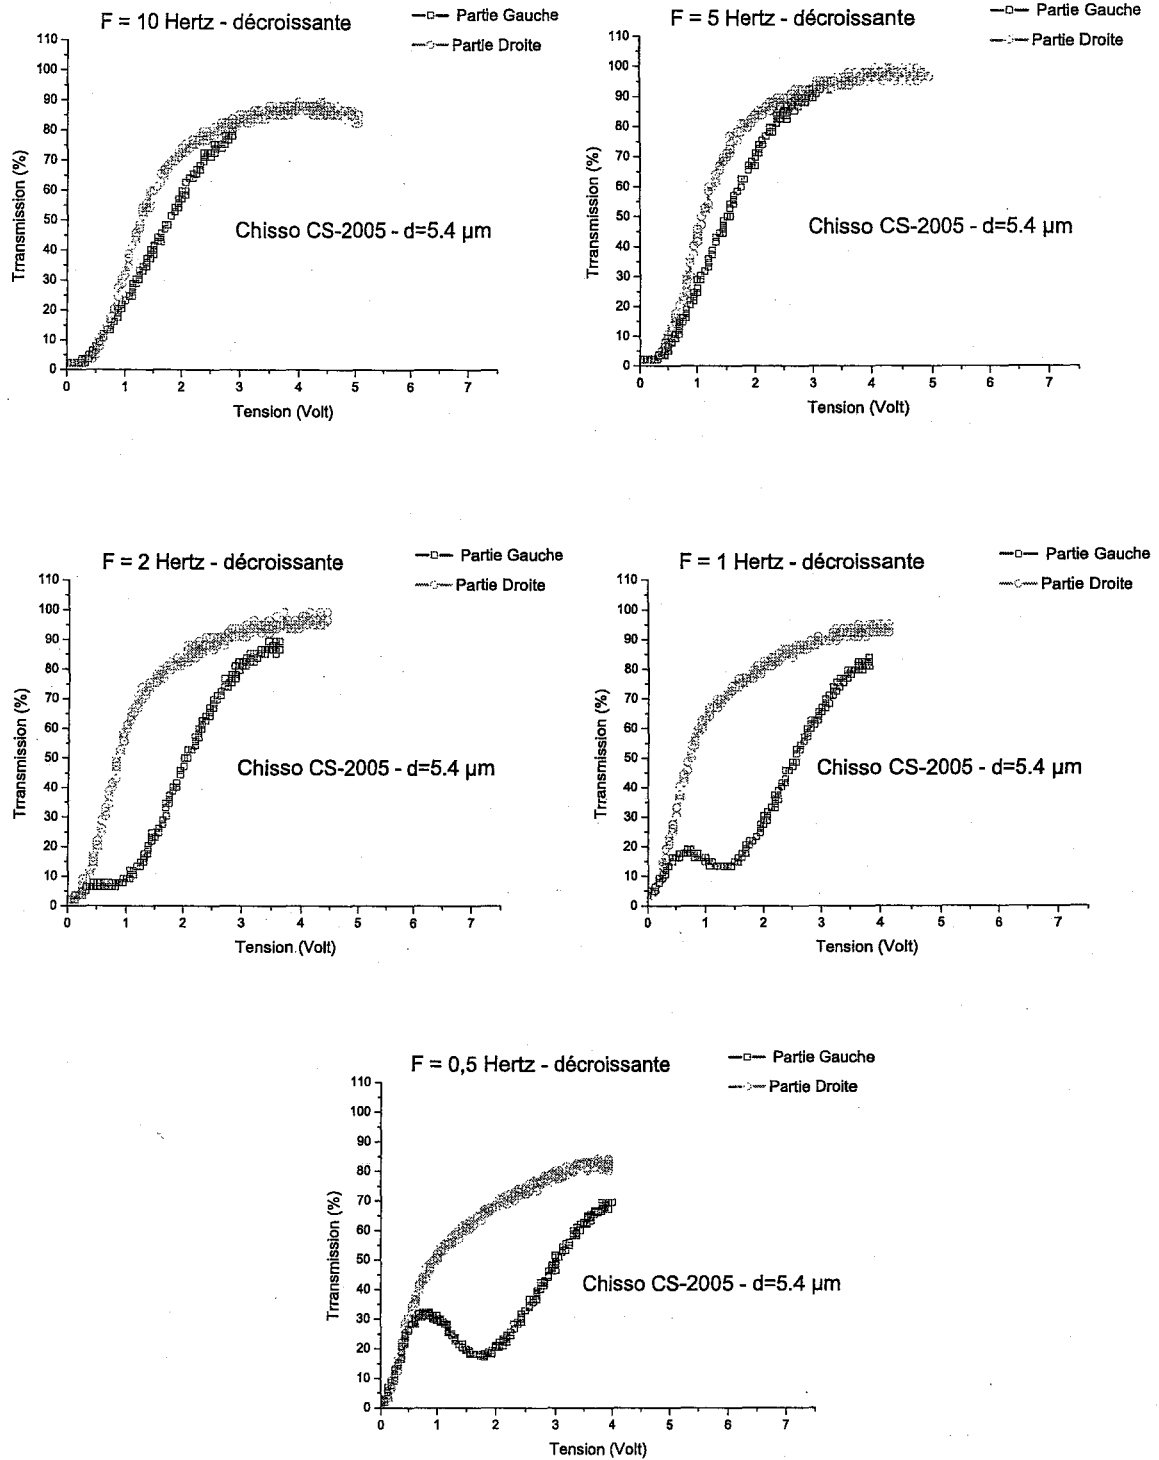 F = 10 Hertz - décroissante
Partie Gauche
Partie Droite
110
100
90
80
70
60
50
40
30
20
10
0
Trransmission (%)
Chisso CS-2005 - d=5.4 µm
0 1 2 3 4 5 6 7
Tension (Volt)
F = 5 Hertz - décroissante
Partie Gauche
Partie Droite
110
100
90
80
70
60
50
40
30
20
10
0
Trransmission (%)
Chisso CS-2005 - d=5.4 µm
0 1 2 3 4 5 6 7
Tension (Volt)
F = 2 Hertz - décroissante
Partie Gauche
Partie Droite
110
100
90
80
70
60
50
40
30
20
10
0
Trransmission (%)
Chisso CS-2005 - d=5.4 µm
0 1 2 3 4 5 6 7
Tension (Volt)
F = 1 Hertz - décroissante
Partie Gauche
Partie Droite
110
100
90
80
70
60
50
40
30
20
10
0
Trransmission (%)
Chisso CS-2005 - d=5.4 µm
0 1 2 3 4 5 6 7
Tension (Volt)
F = 0,5 Hertz - décroissante
Partie Gauche
Partie Droite
110
100
90
80
70
60
50
40
30
20
10
0
Trransmission (%)
Chisso CS-2005 - d=5.4 µm
0 1 2 3 4 5 6 7
Tension (Volt)